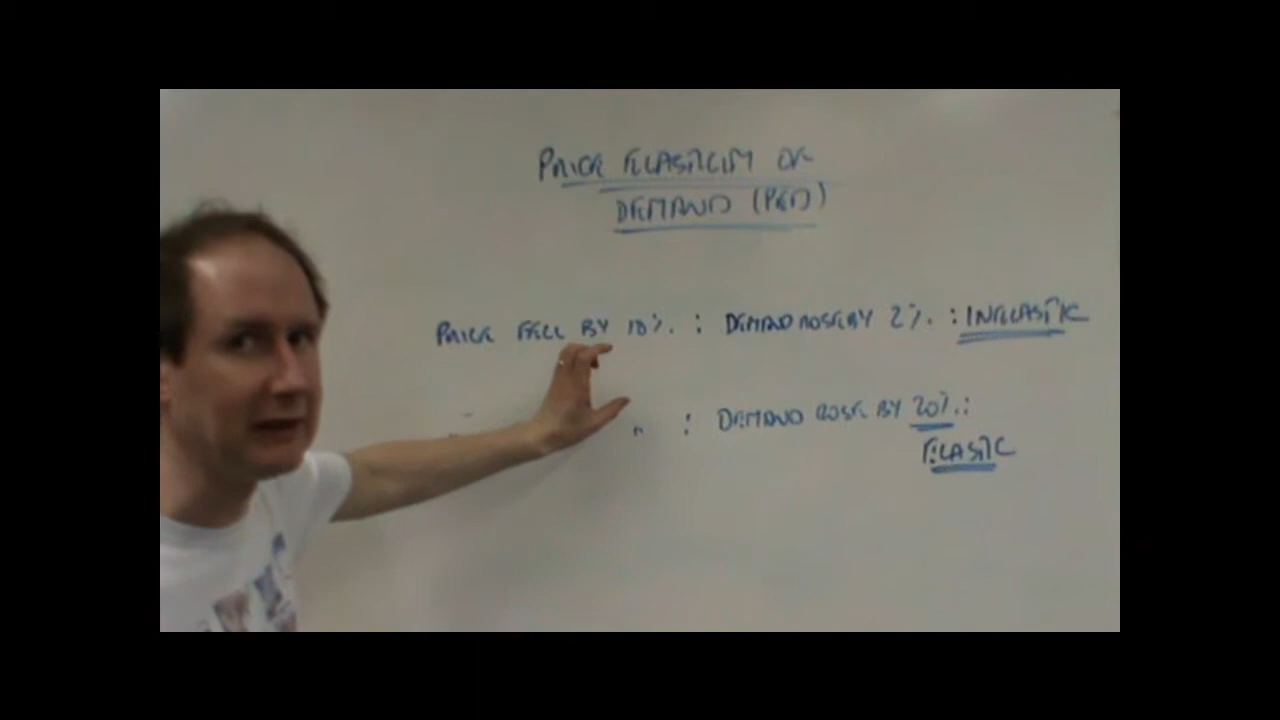 PRICE ELASTICITY OF
DEMAND (PED)
PRICE FELL BY 10% : DEMAND ROSE BY 2% : INELASTIC
" " : DEMAND ROSE BY 20% :
ELASTIC